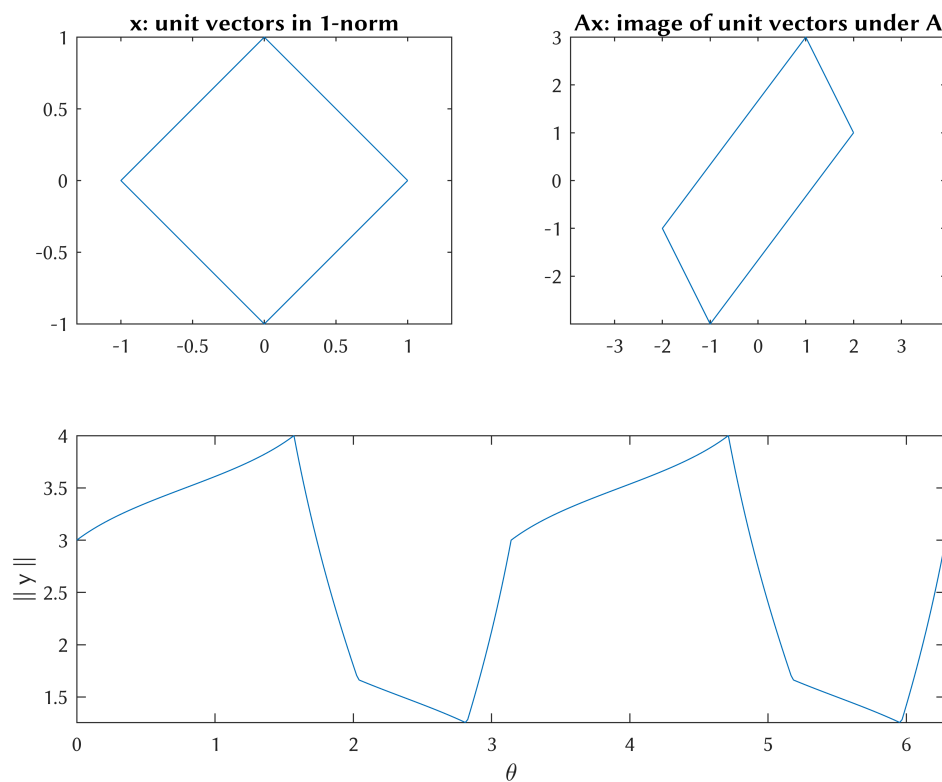 x: unit vectors in 1-norm
1
0.5
0
-0.5
-1
-1 -0.5 0 0.5 1
Ax: image of unit vectors under A
3
2
1
0
-1
-2
-3 -2 -1 0 1 2 3
4
3.5
3
2.5
2
1.5
|| y ||
0 1 2 3 4 5 6
θ